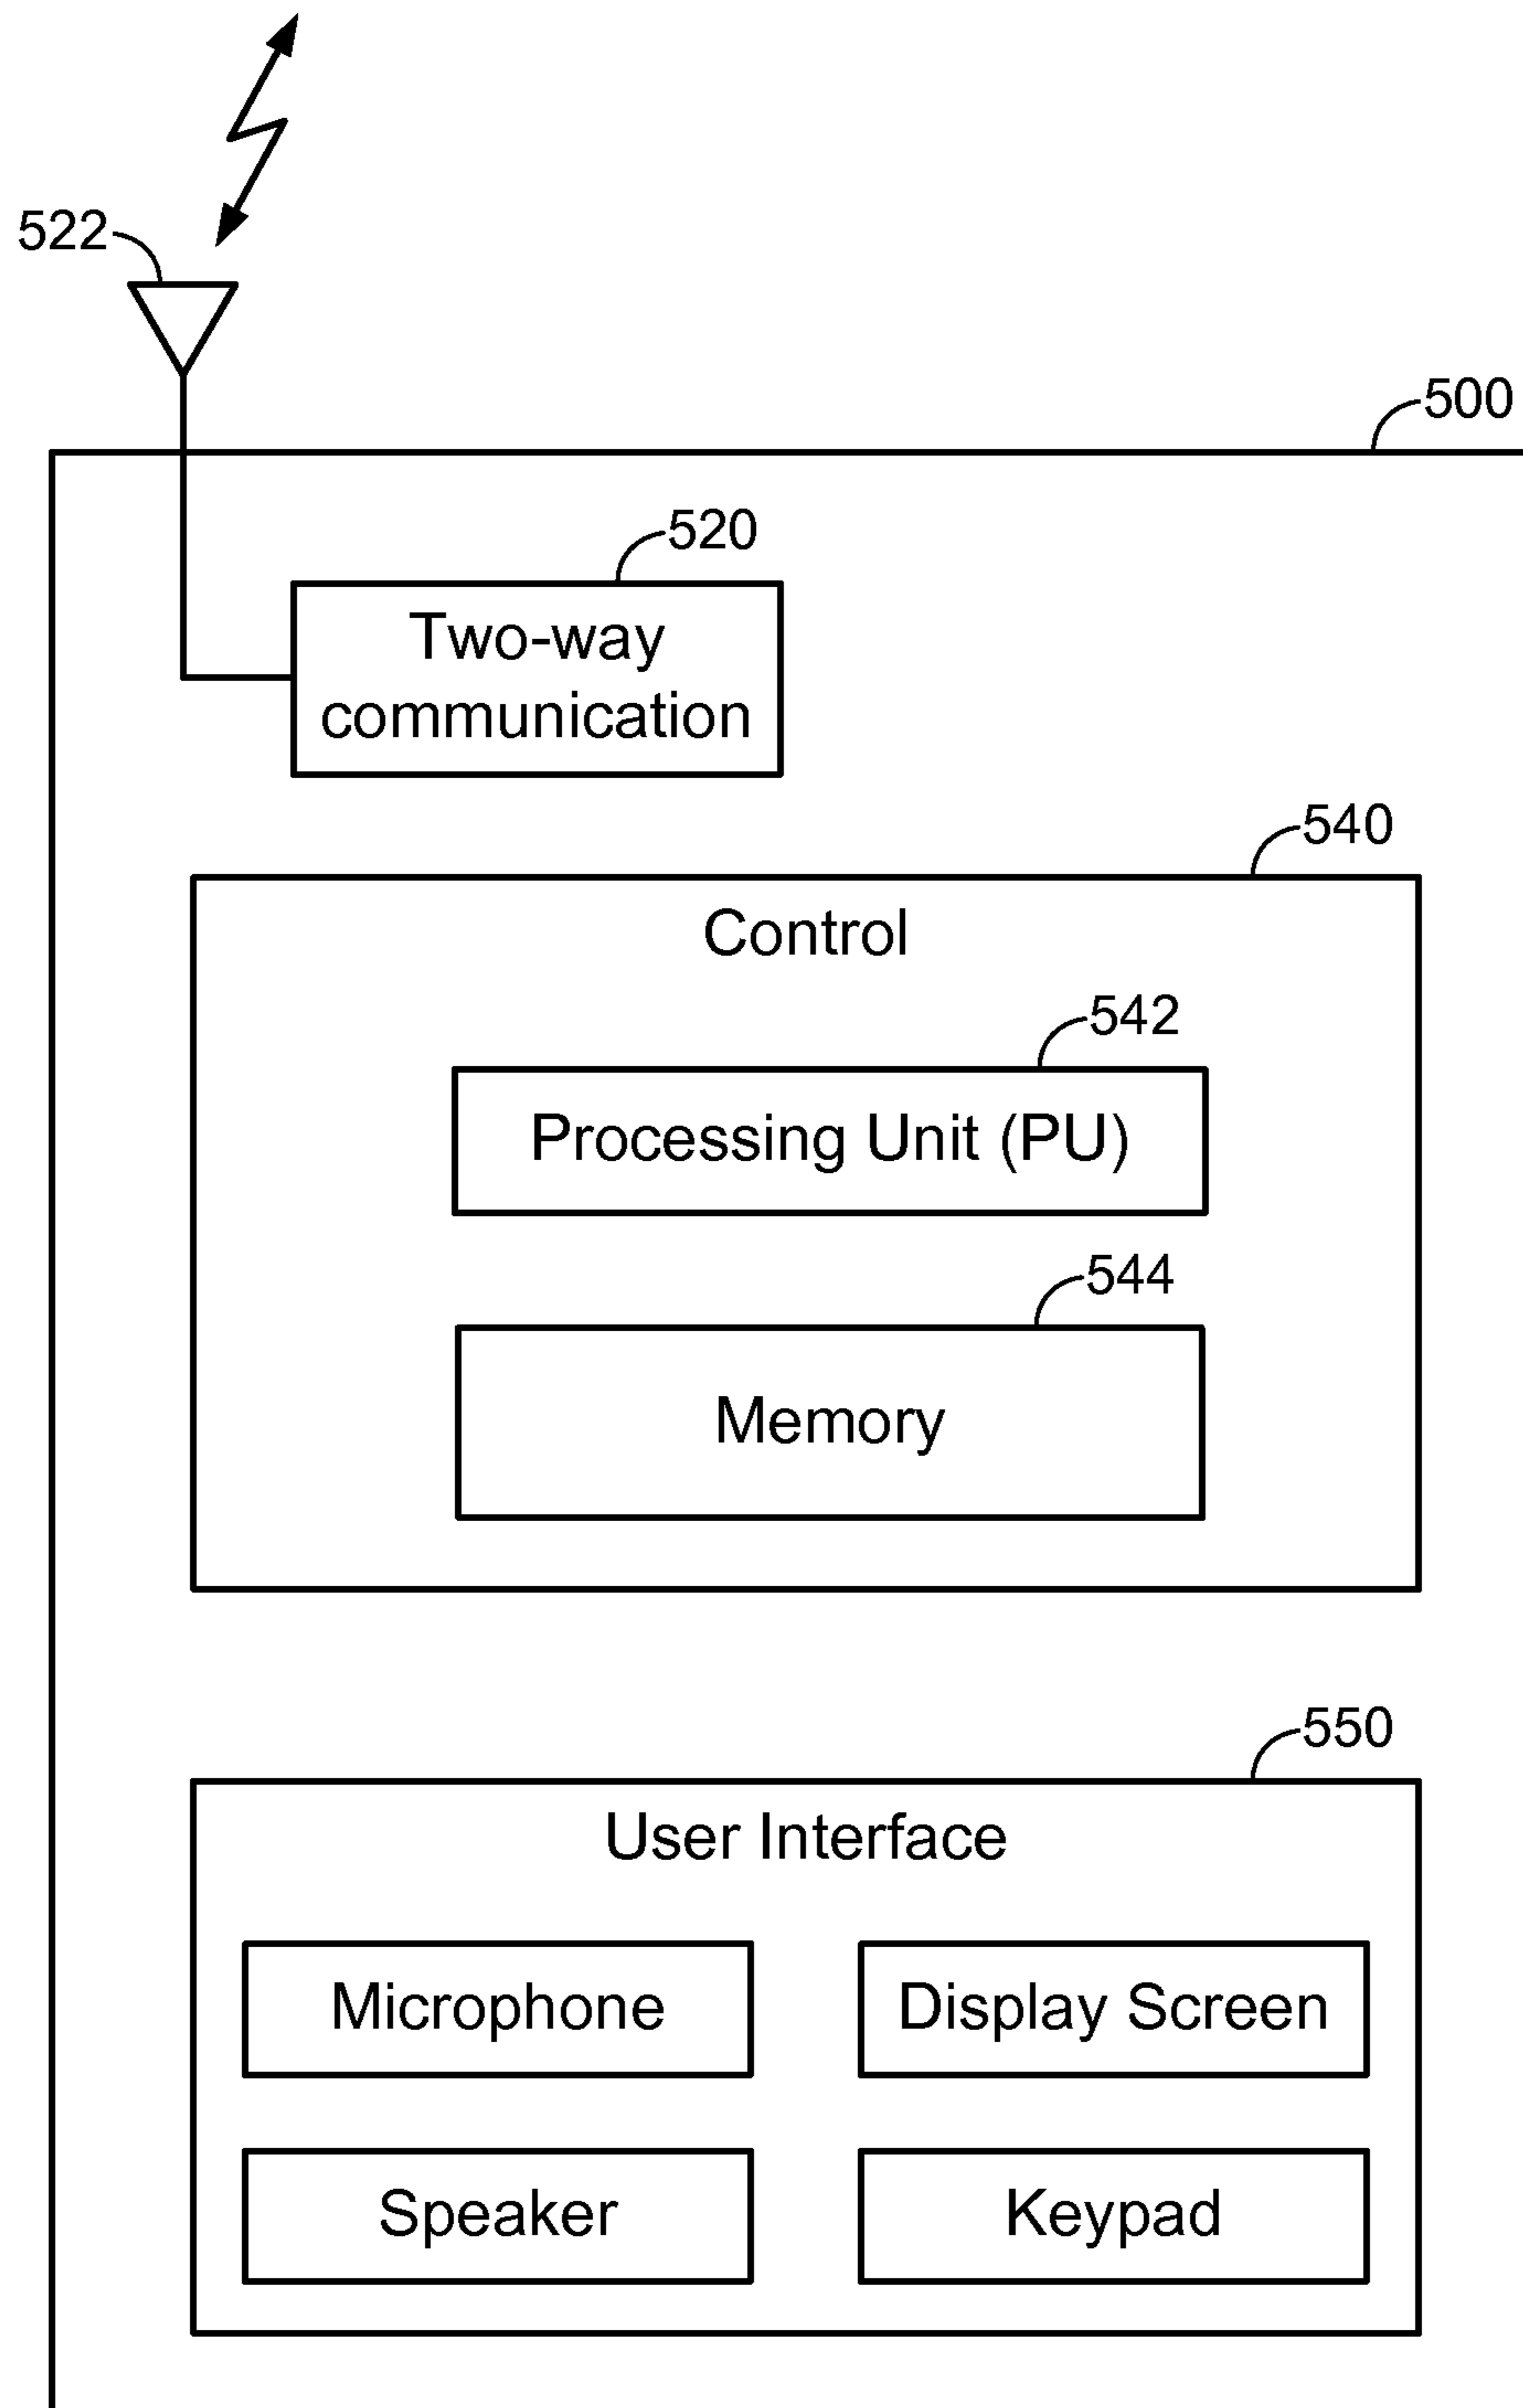 522
500
520
Two-way
communication
540
Control
542
Processing Unit (PU)
544
Memory
550
User Interface
Microphone
Display Screen
Speaker
Keypad